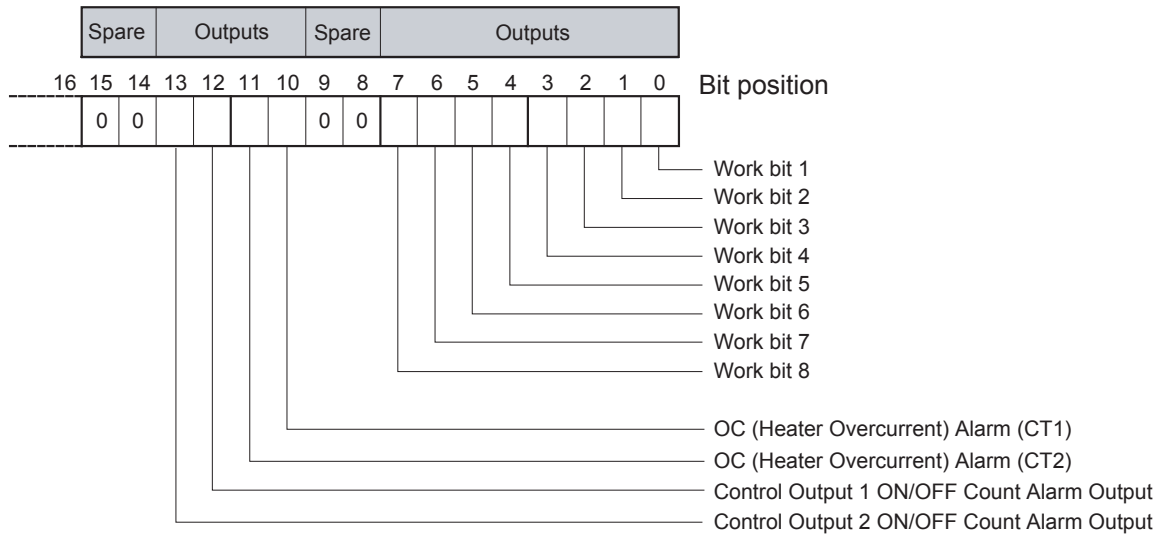 Spare Outputs Spare Outputs
16 15 14 13 12 11 10 9 8 7 6 5 4 3 2 1 0 Bit position
0 0 0 0
Work bit 1
Work bit 2
Work bit 3
Work bit 4
Work bit 5
Work bit 6
Work bit 7
Work bit 8
OC (Heater Overcurrent) Alarm (CT1)
OC (Heater Overcurrent) Alarm (CT2)
Control Output 1 ON/OFF Count Alarm Output
Control Output 2 ON/OFF Count Alarm Output